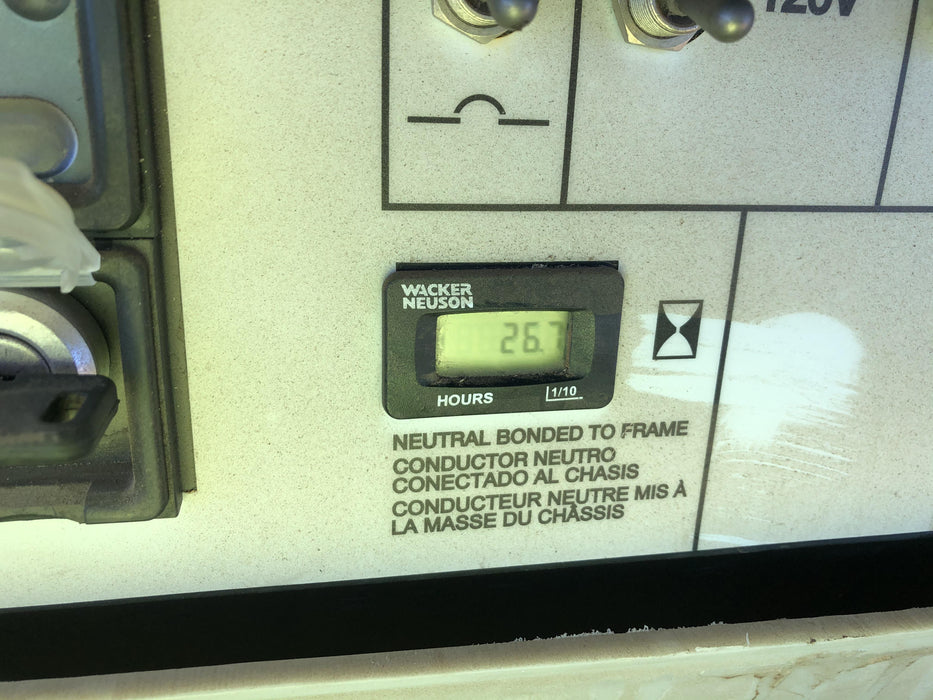 120V
WACKER
NEUSON
26.7
HOURS 1/10
NEUTRAL BONDED TO FRAME
CONDUCTOR NEUTRO
CONECTADO AL CHASIS
CONDUCTEUR NEUTRE MIS À
LA MASSE DU CHÂSSIS